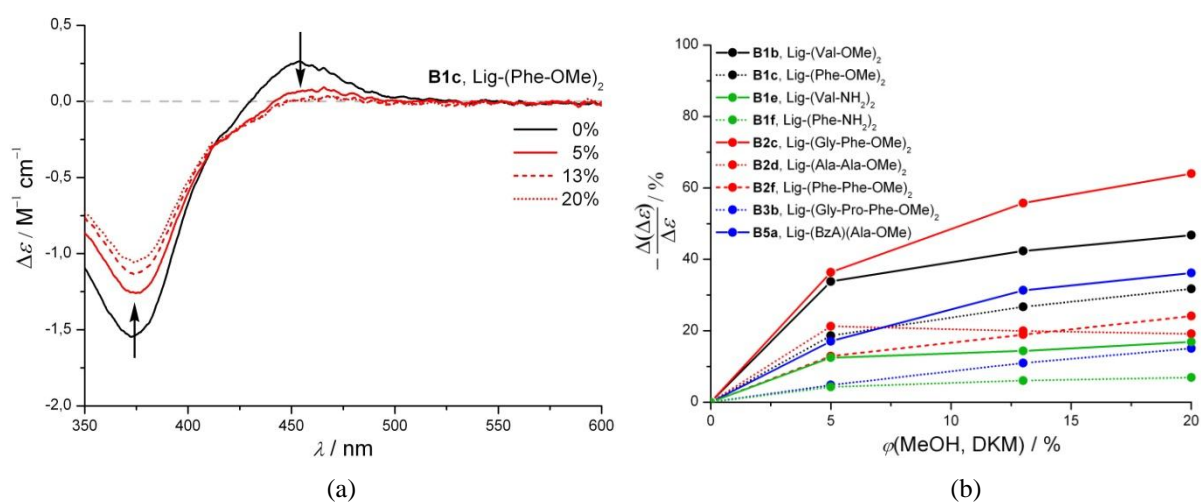 0,5
0,0
-0,5
-1,0
-1,5
-2,0
Δε / M⁻¹ cm⁻¹
B1c, Lig-(Phe-OMe)₂
0%
5%
13%
20%
350 400 450 500 550 600
λ / nm
(a)
100
80
60
40
20
0
− Δ(Δε)/Δε / %
B1b, Lig-(Val-OMe)₂
B1c, Lig-(Phe-OMe)₂
B1e, Lig-(Val-NH₂)₂
B1f, Lig-(Phe-NH₂)₂
B2c, Lig-(Gly-Phe-OMe)₂
B2d, Lig-(Ala-Ala-OMe)₂
B2f, Lig-(Phe-Phe-OMe)₂
B3b, Lig-(Gly-Pro-Phe-OMe)₂
B5a, Lig-(BzA)(Ala-OMe)
0 5 10 15 20
φ(MeOH, DKM) / %
(b)